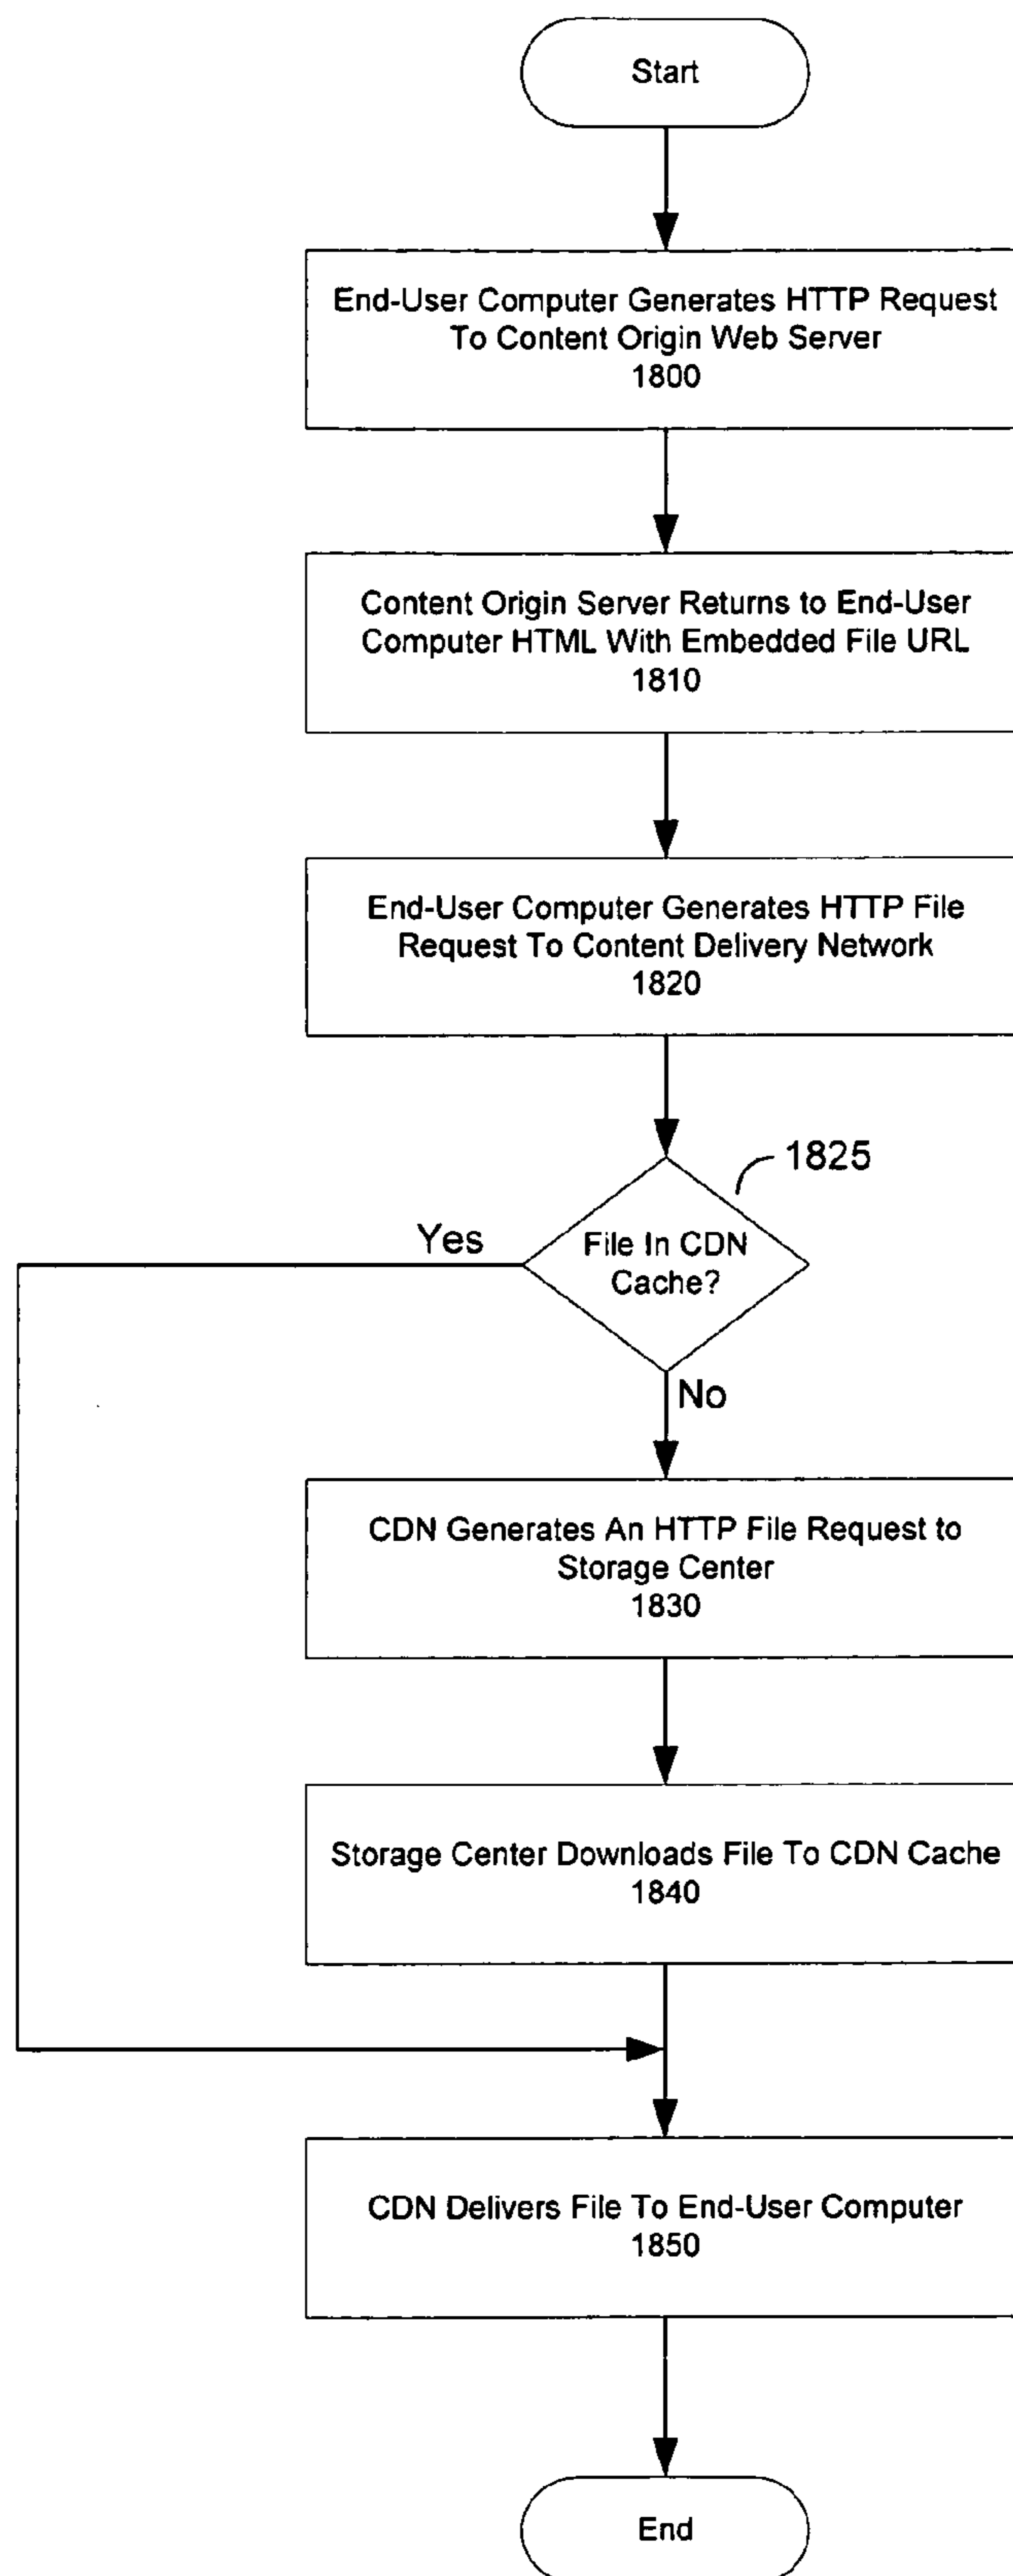 Start
End-User Computer Generates HTTP Request
To Content Origin Web Server
1800
Content Origin Server Returns to End-User
Computer HTML With Embedded File URL
1810
End-User Computer Generates HTTP File
Request To Content Delivery Network
1820
1825
Yes
File In CDN
Cache?
No
CDN Generates An HTTP File Request to
Storage Center
1830
Storage Center Downloads File To CDN Cache
1840
CDN Delivers File To End-User Computer
1850
End